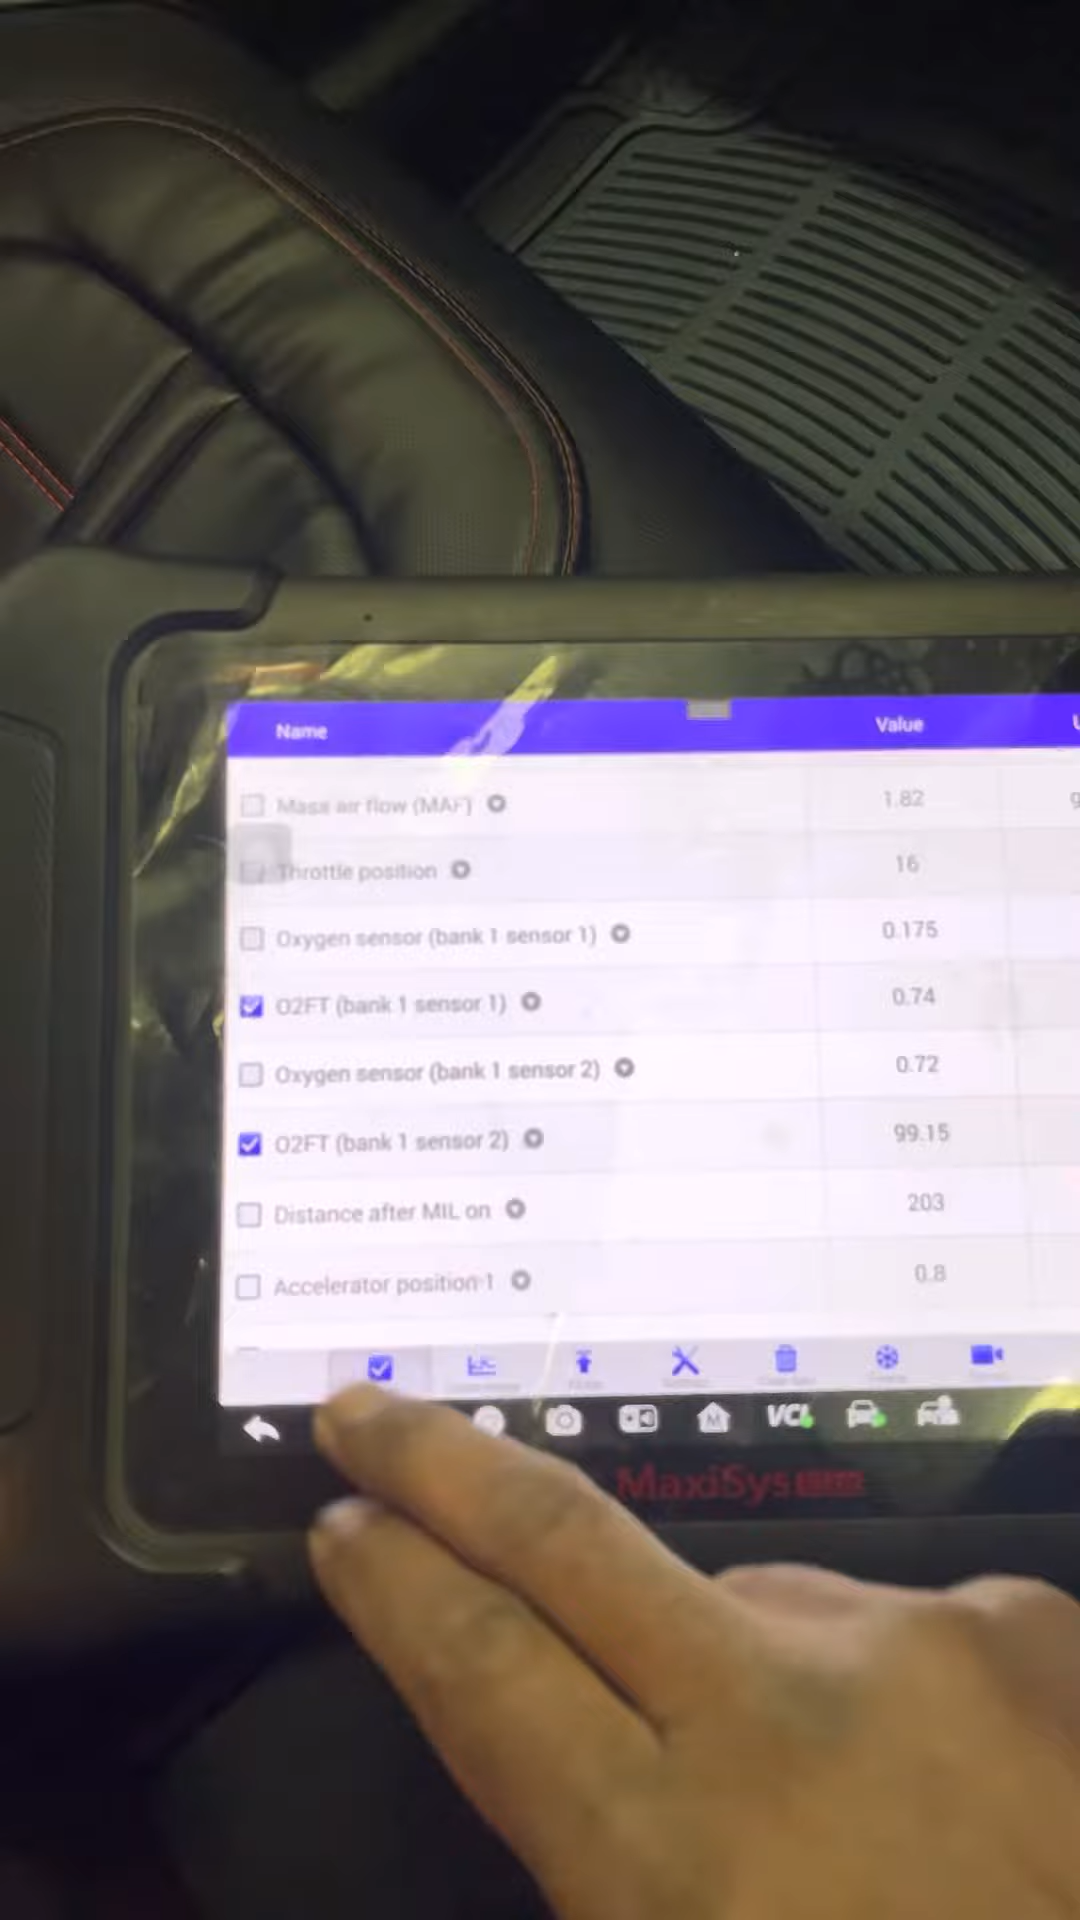 Name Value
Mass air flow (MAF) 1.82
Throttle position 16
Oxygen sensor (bank 1 sensor 1) 0.175
O2FT (bank 1 sensor 1) 0.74
Oxygen sensor (bank 1 sensor 2) 0.72
O2FT (bank 1 sensor 2) 99.15
Distance after MIL on 203
Accelerator position 1 0.8
M VCI
MaxiSys